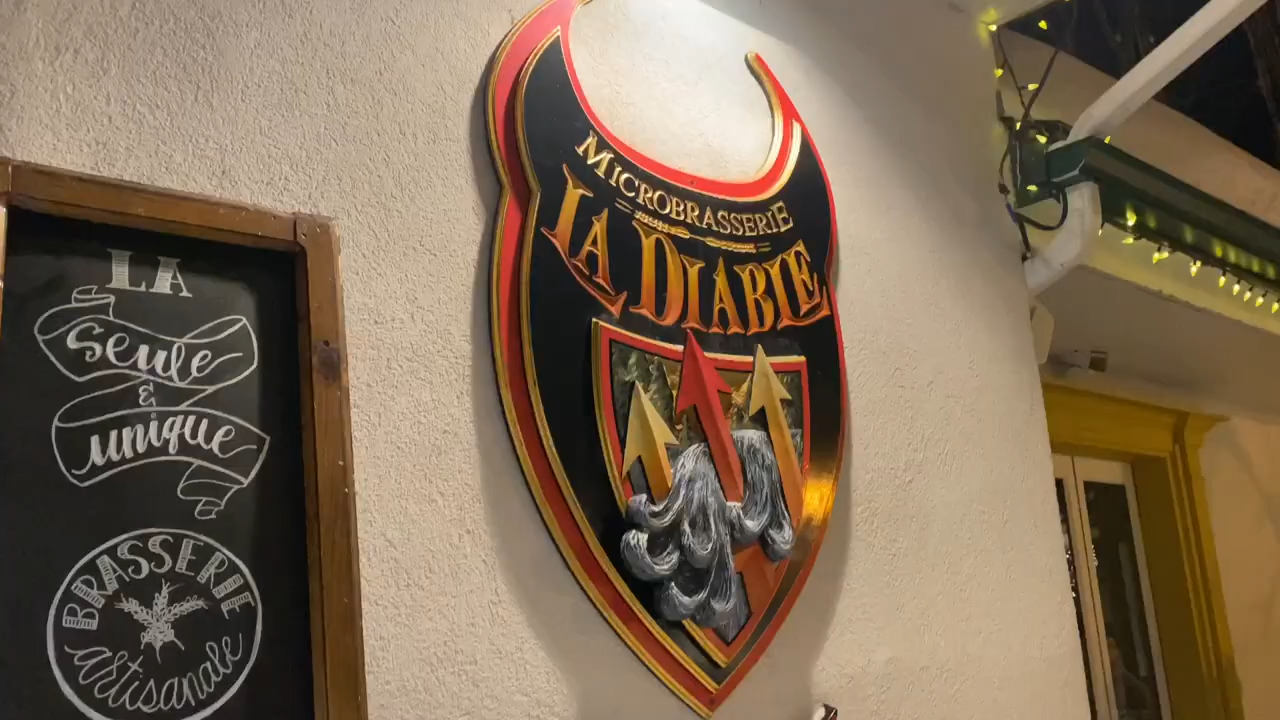 LA
Seule
&
unique
BRASSERIE
artisanale
MICROBRASSERIE
LA DIABLE